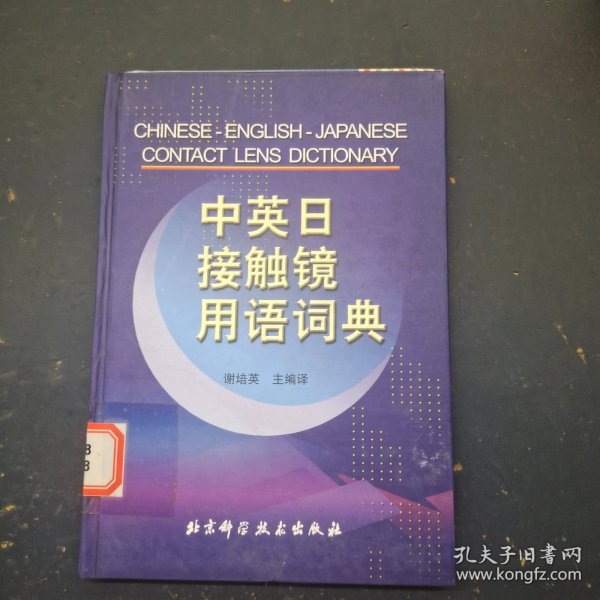 CHINESE-ENGLISH-JAPANESE
CONTACT LENS DICTIONARY
中英日
接触镜
用语词典
谢培英 主编译
北京科学技术出版社
孔夫子旧书网
www.kongfz.com